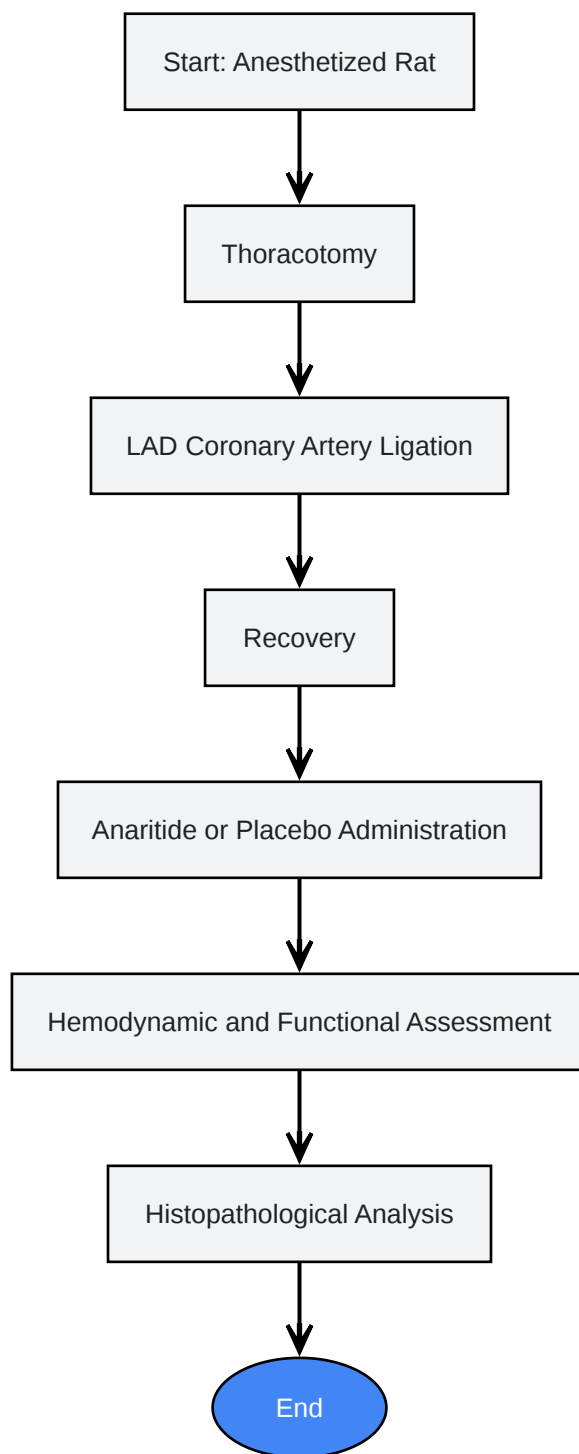 Start: Anesthetized Rat
Thoracotomy
LAD Coronary Artery Ligation
Recovery
Anaritide or Placebo Administration
Hemodynamic and Functional Assessment
Histopathological Analysis
End